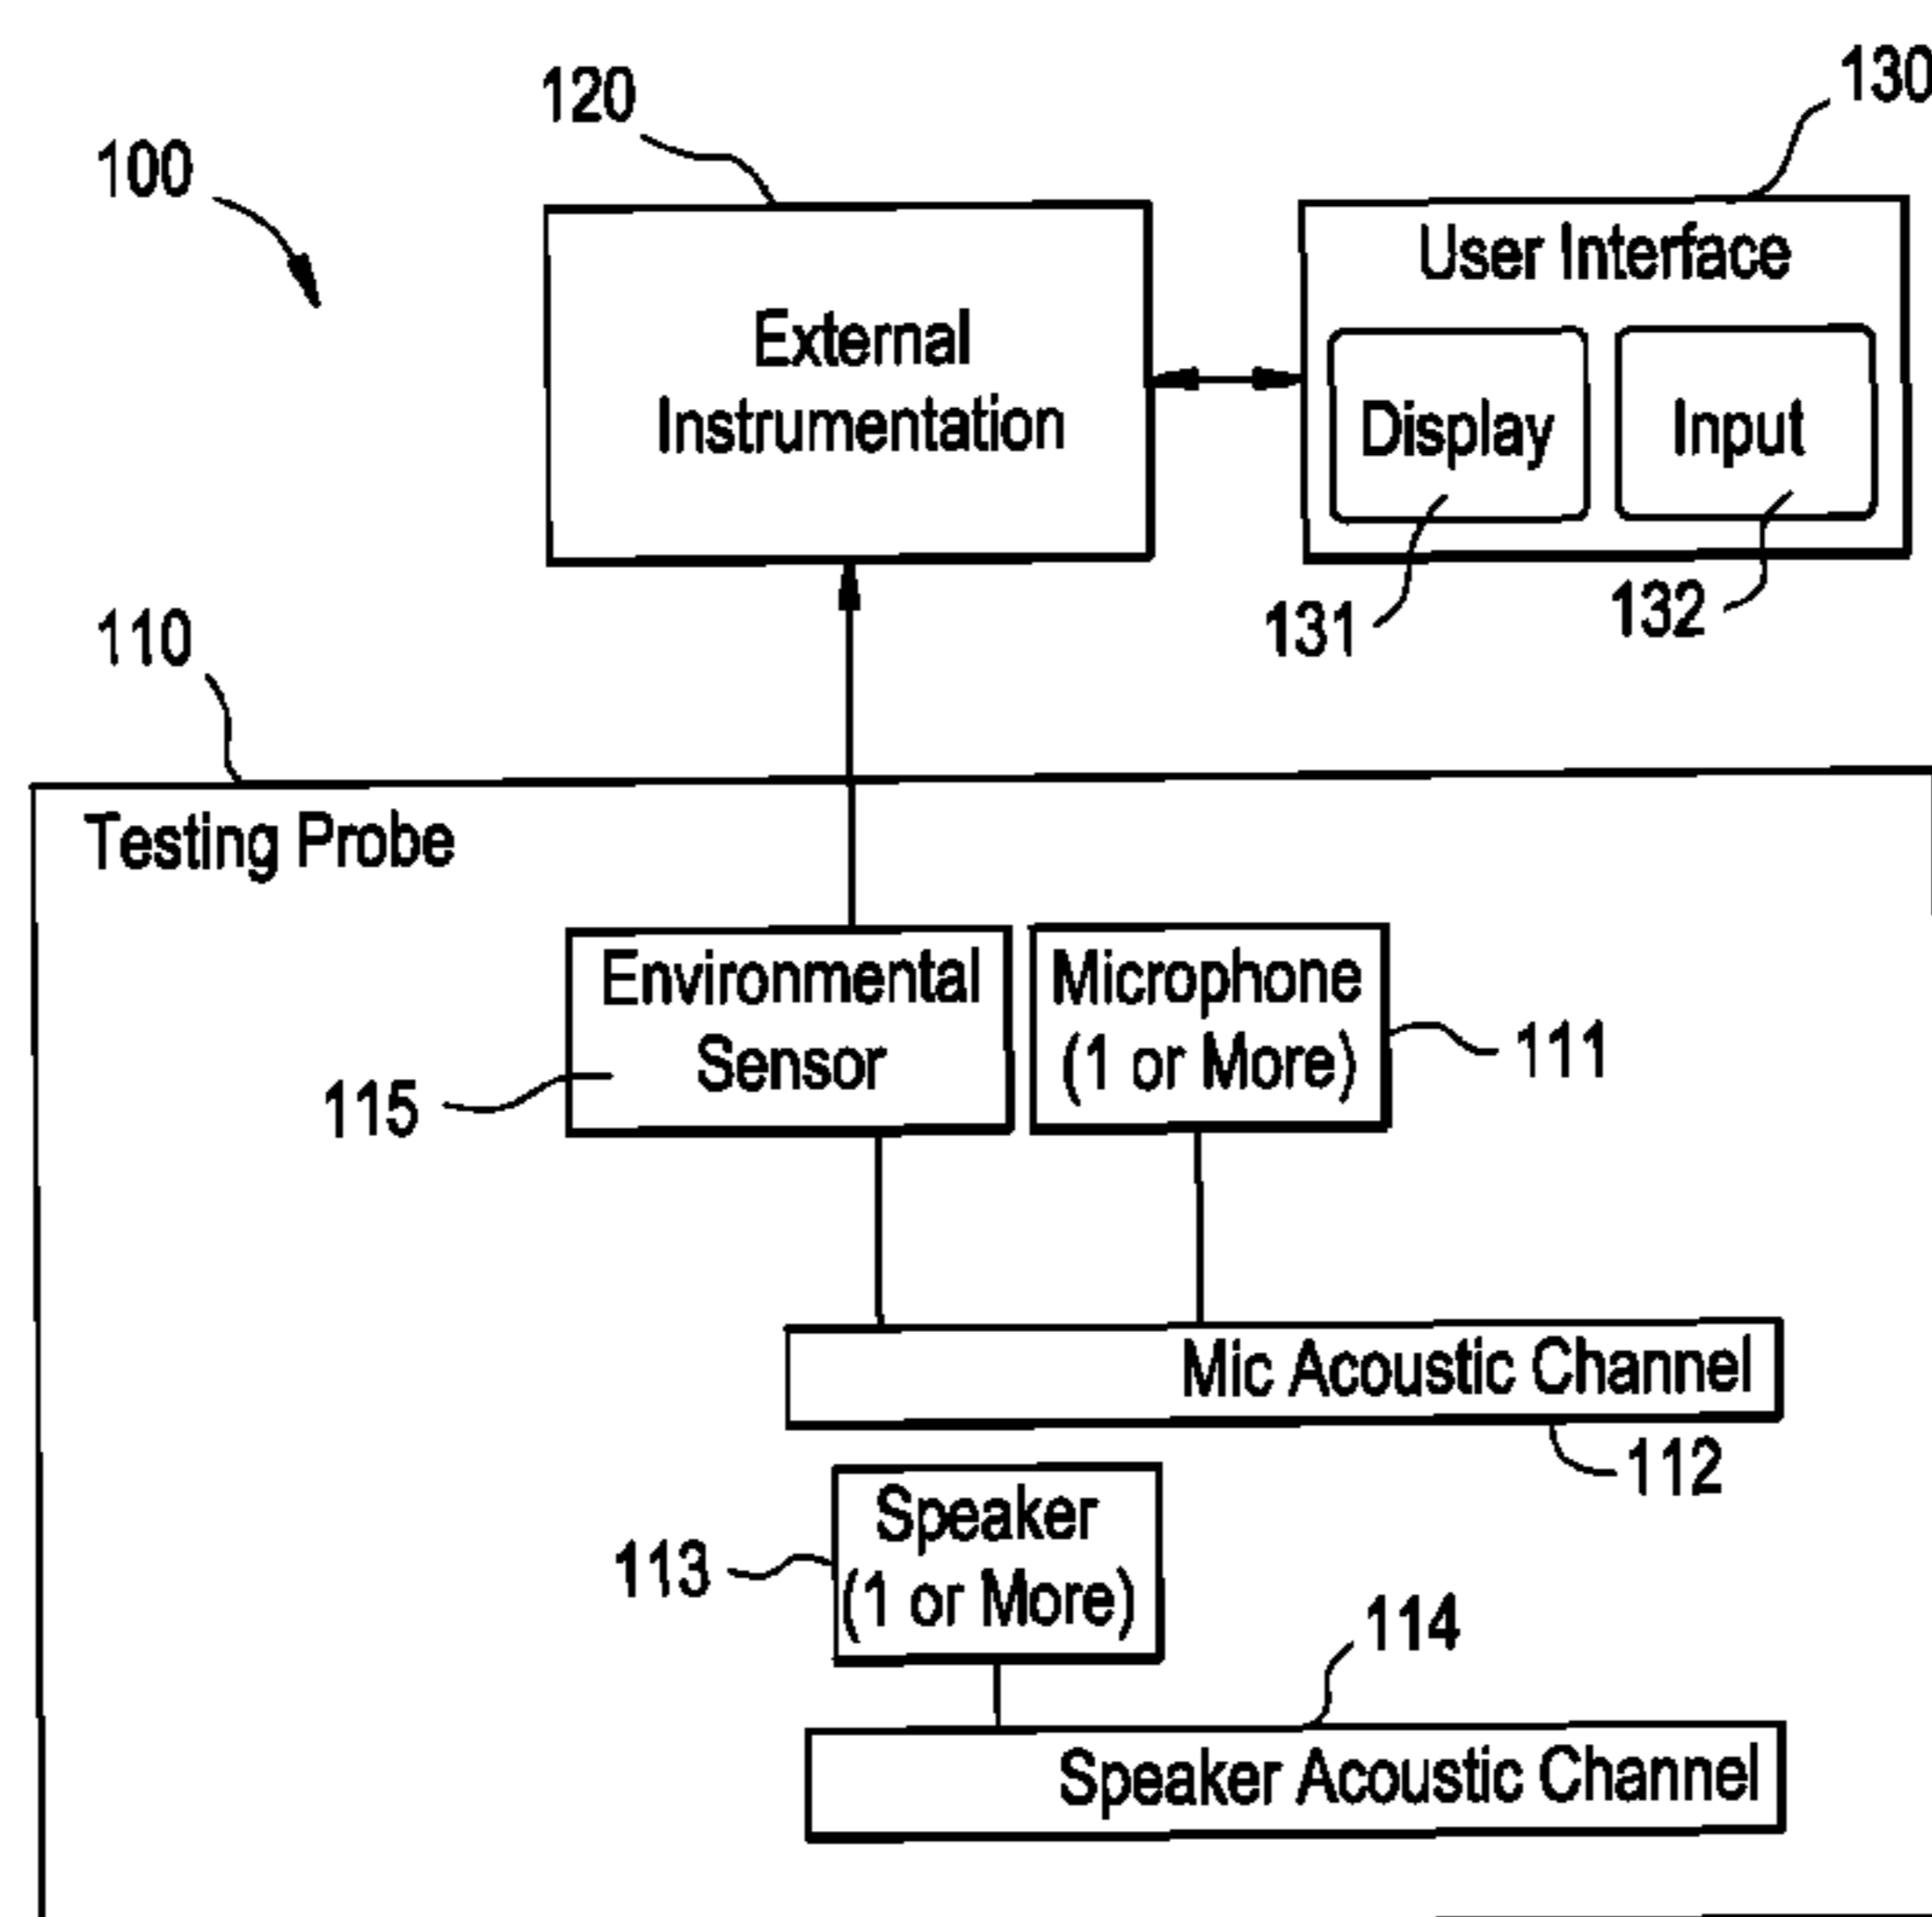 120
130
100
User Interface
External
Instrumentation
Display
Input
131
132
110
Testing Probe
Environmental
Sensor
Microphone
(1 or More)
111
115
Mic Acoustic Channel
112
Speaker
(1 or More)
113
114
Speaker Acoustic Channel